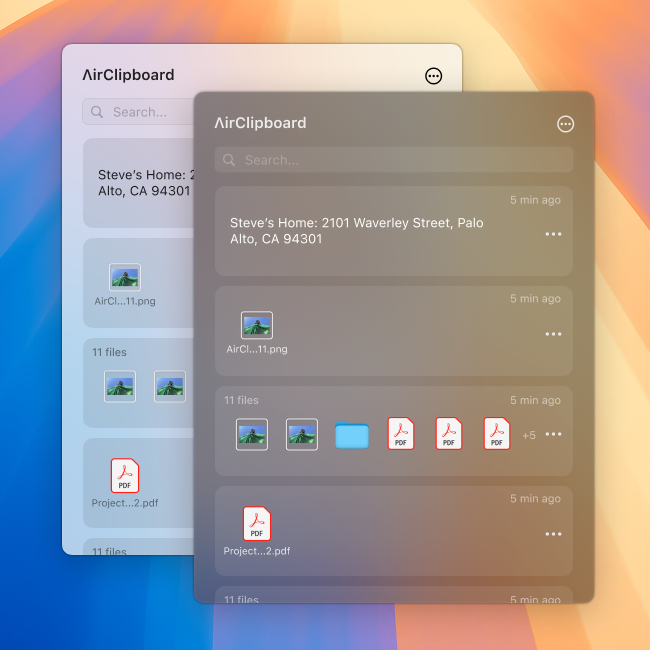 ΛirClipboard
Search...
Steve's Home: 2
Alto, CA 94301
AirCl...11.png
11 files
PDF
Project...2.pdf
11 files
ΛirClipboard
Search...
5 min ago
Steve's Home: 2101 Waverley Street, Palo
Alto, CA 94301
5 min ago
AirCl...11.png
11 files
5 min ago
PDF
PDF
PDF
+5
5 min ago
PDF
Project...2.pdf
11 files
5 min ago